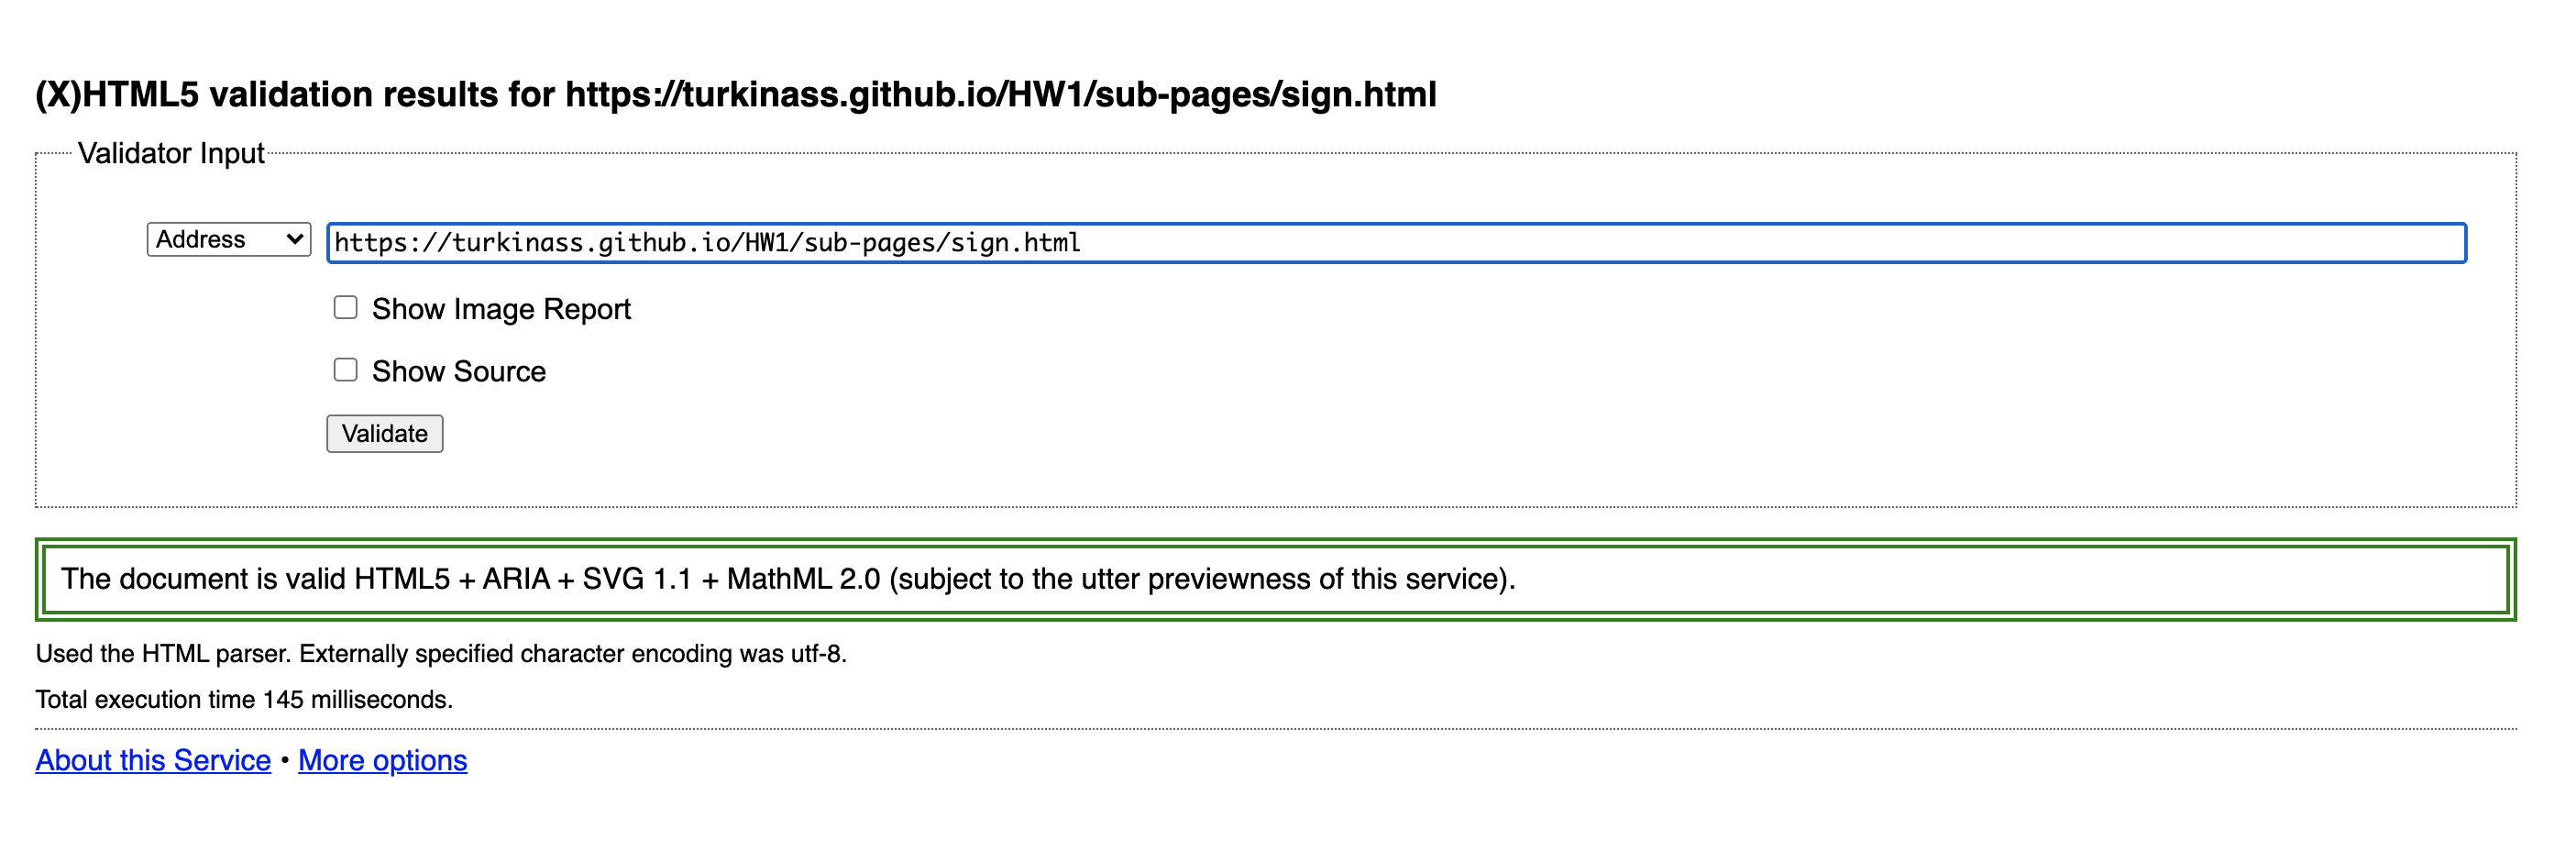 (X)HTML5 validation results for https://turkinass.github.io/HW1/sub-pages/sign.html
Validator Input
Address https://turkinass.github.io/HW1/sub-pages/sign.html
Show Image Report
Show Source
Validate
The document is valid HTML5 + ARIA + SVG 1.1 + MathML 2.0 (subject to the utter previewness of this service).
Used the HTML parser. Externally specified character encoding was utf-8.
Total execution time 145 milliseconds.
About this Service • More options